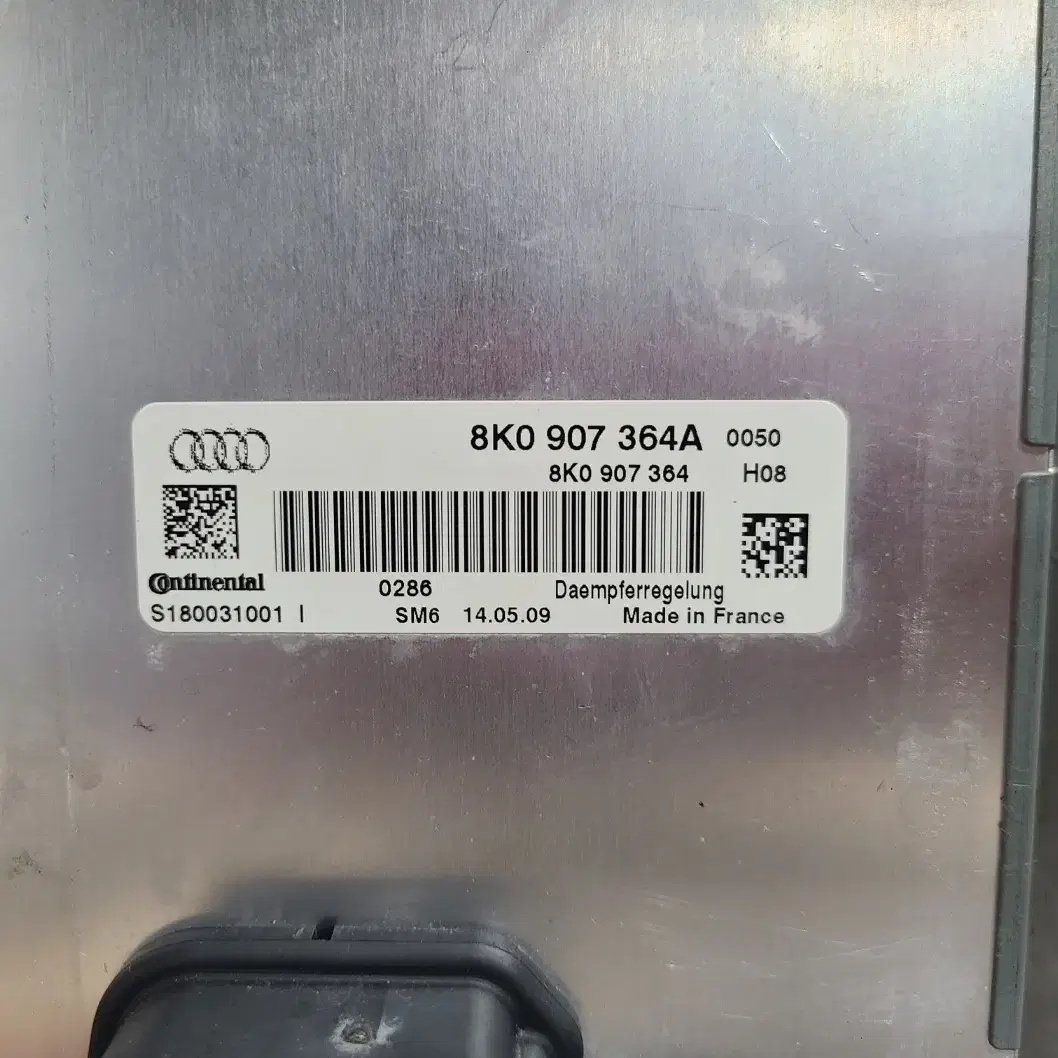 8K0 907 364A 0050
8K0 907 364 H08
Continental 0286 Daempferregelung
S180031001 I SM6 14.05.09 Made in France